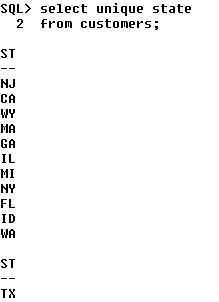 SQL> select unique state
  2  from customers;
ST
--
NJ
CA
WY
MA
GA
IL
MI
NY
FL
ID
WA
ST
--
TX